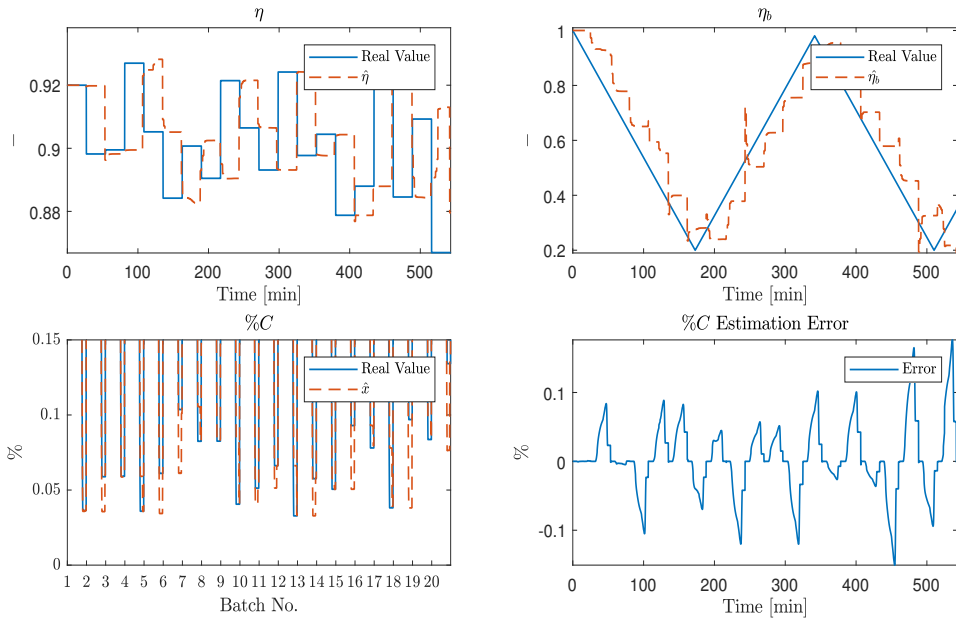 η
Real Value
η̂
0.92
0.9
0.88
–
0 100 200 300 400 500
Time [min]
η_b
Real Value
η̂_b
1
0.8
0.6
0.4
0.2
–
0 100 200 300 400 500
Time [min]
%C
Real Value
x̂
0.15
0.1
0.05
0
%
1 2 3 4 5 6 7 8 9 10 11 12 13 14 15 16 17 18 19 20
Batch No.
%C Estimation Error
Error
0.1
0
-0.1
%
0 100 200 300 400 500
Time [min]